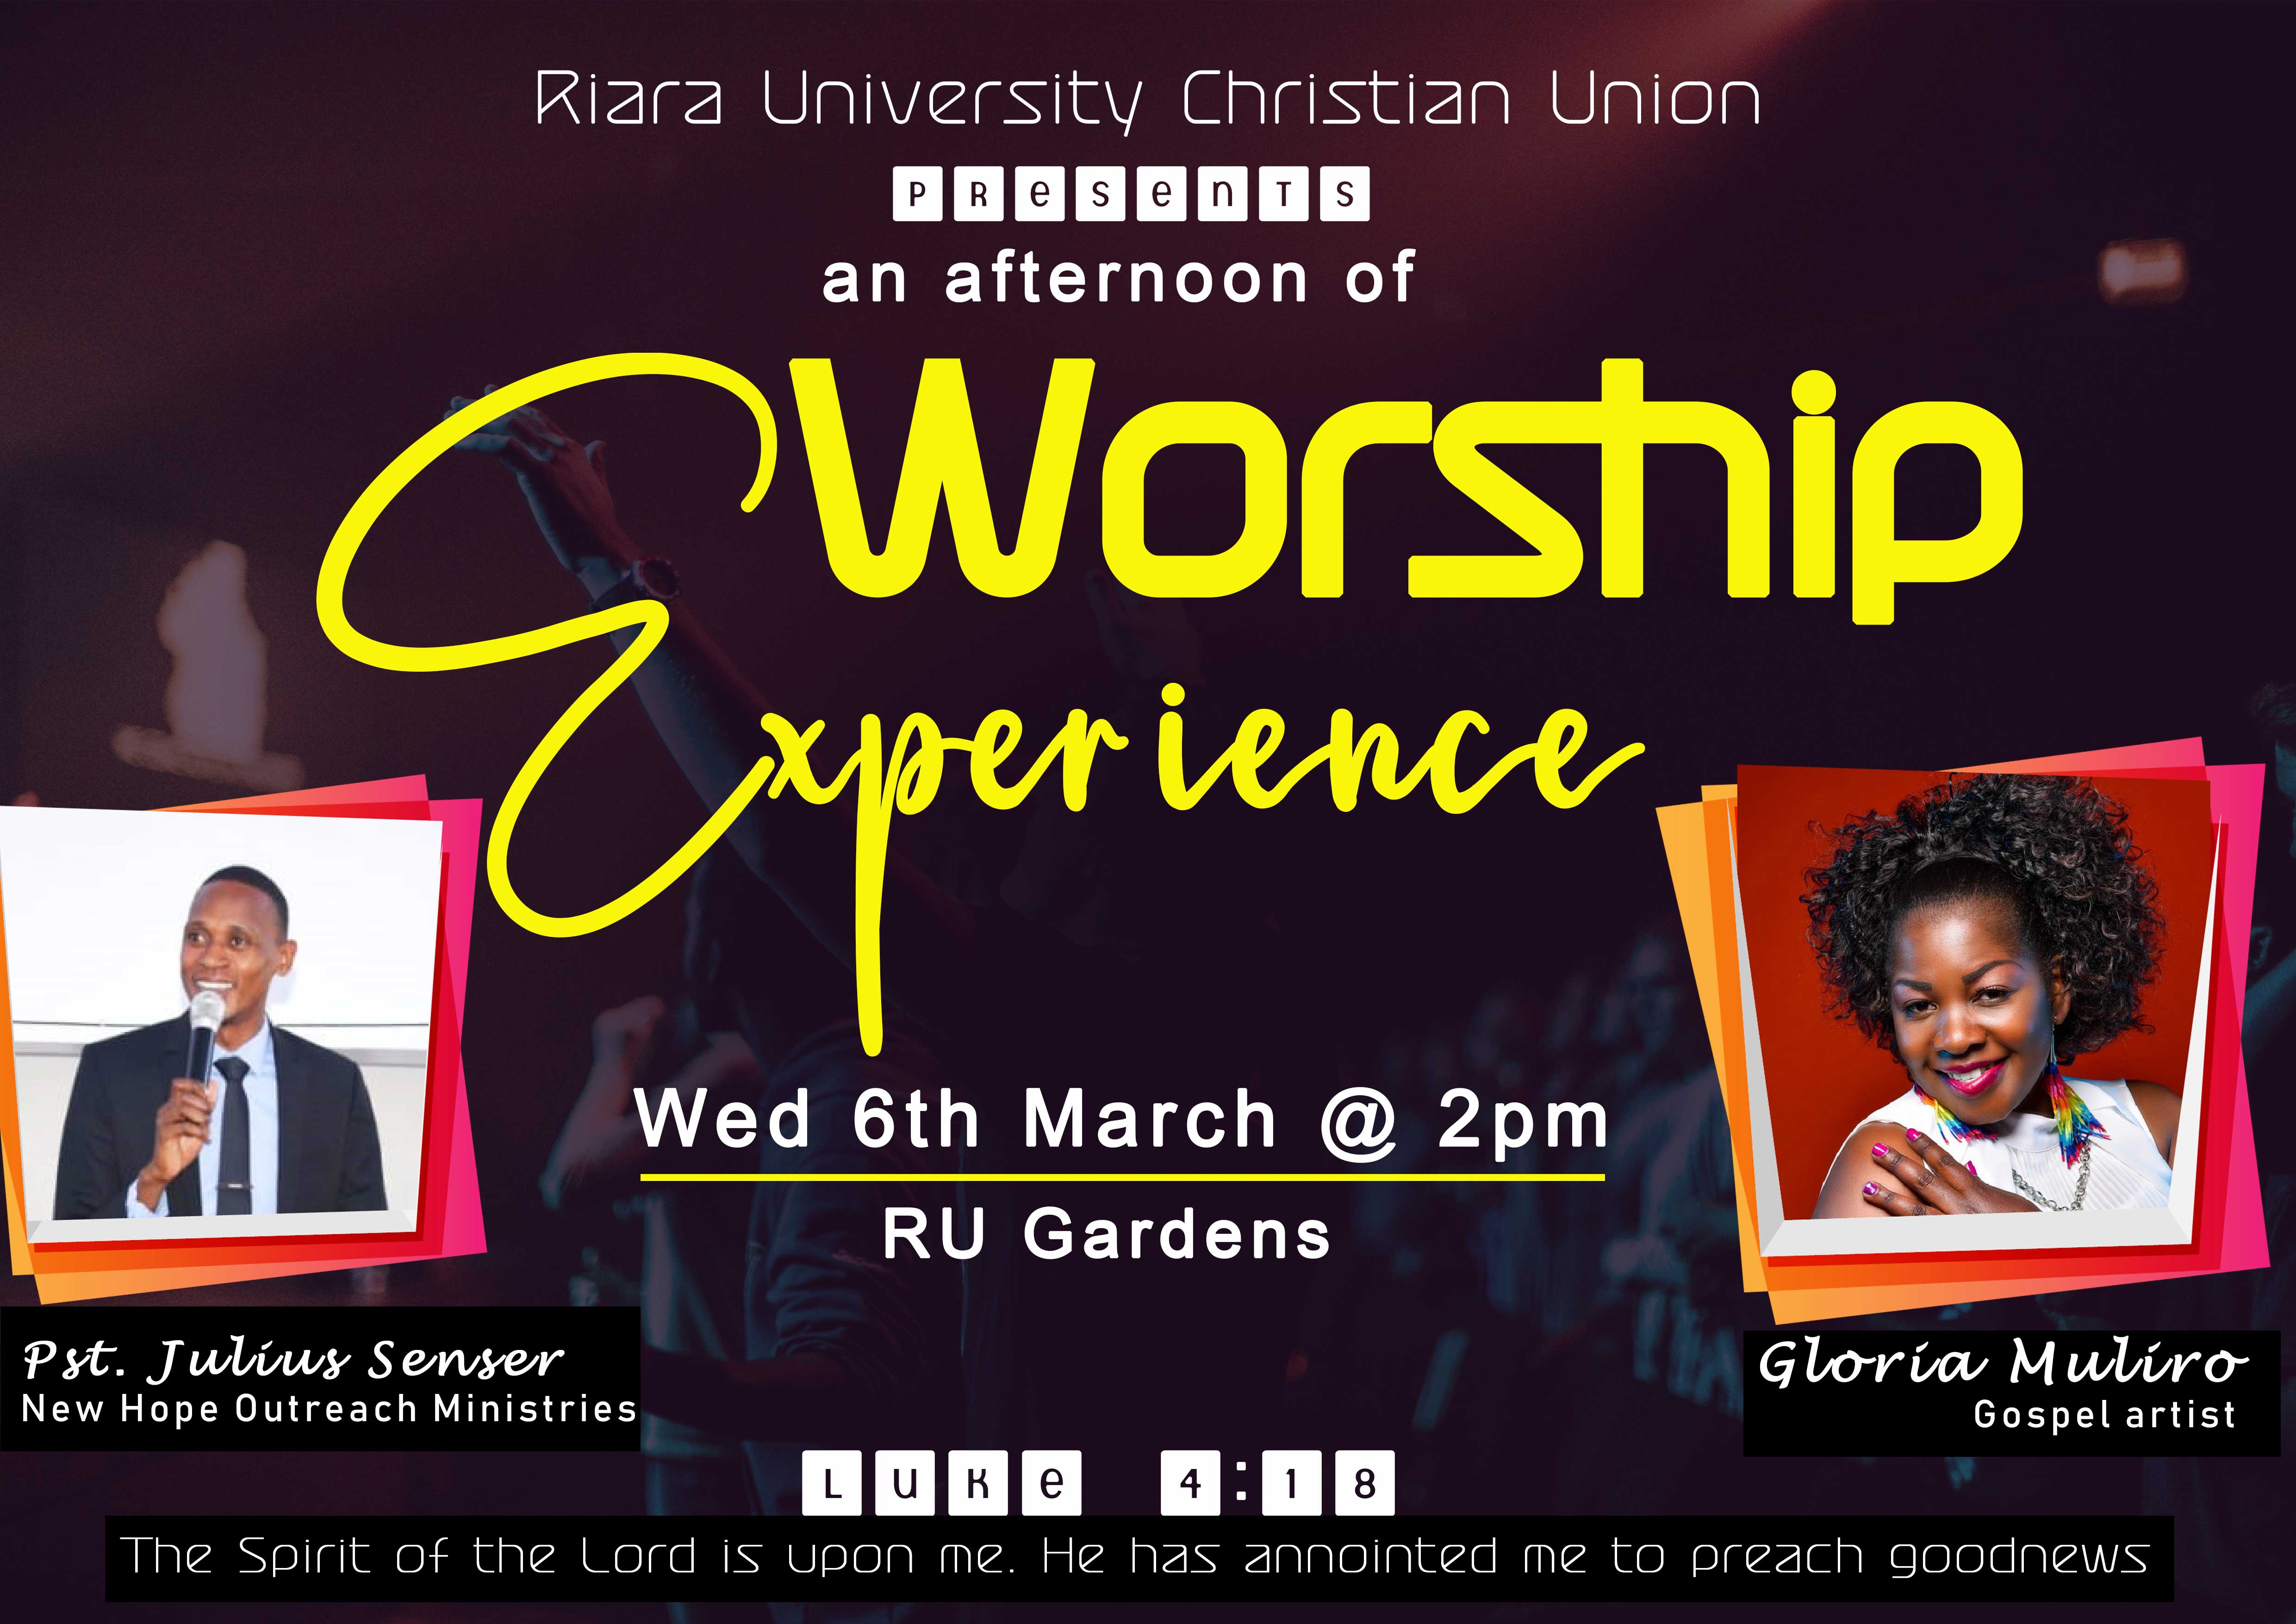 Riara University Christian Union
PReSenTS
an afternoon of
Worship
Experience
Wed 6th March @ 2pm
RU Gardens
Pst. Julius Senser
New Hope Outreach Ministries
Gloria Muliro
Gospel artist
LuKe 4:18
The Spirit of the Lord is upon me. He has annointed me to preach goodnews